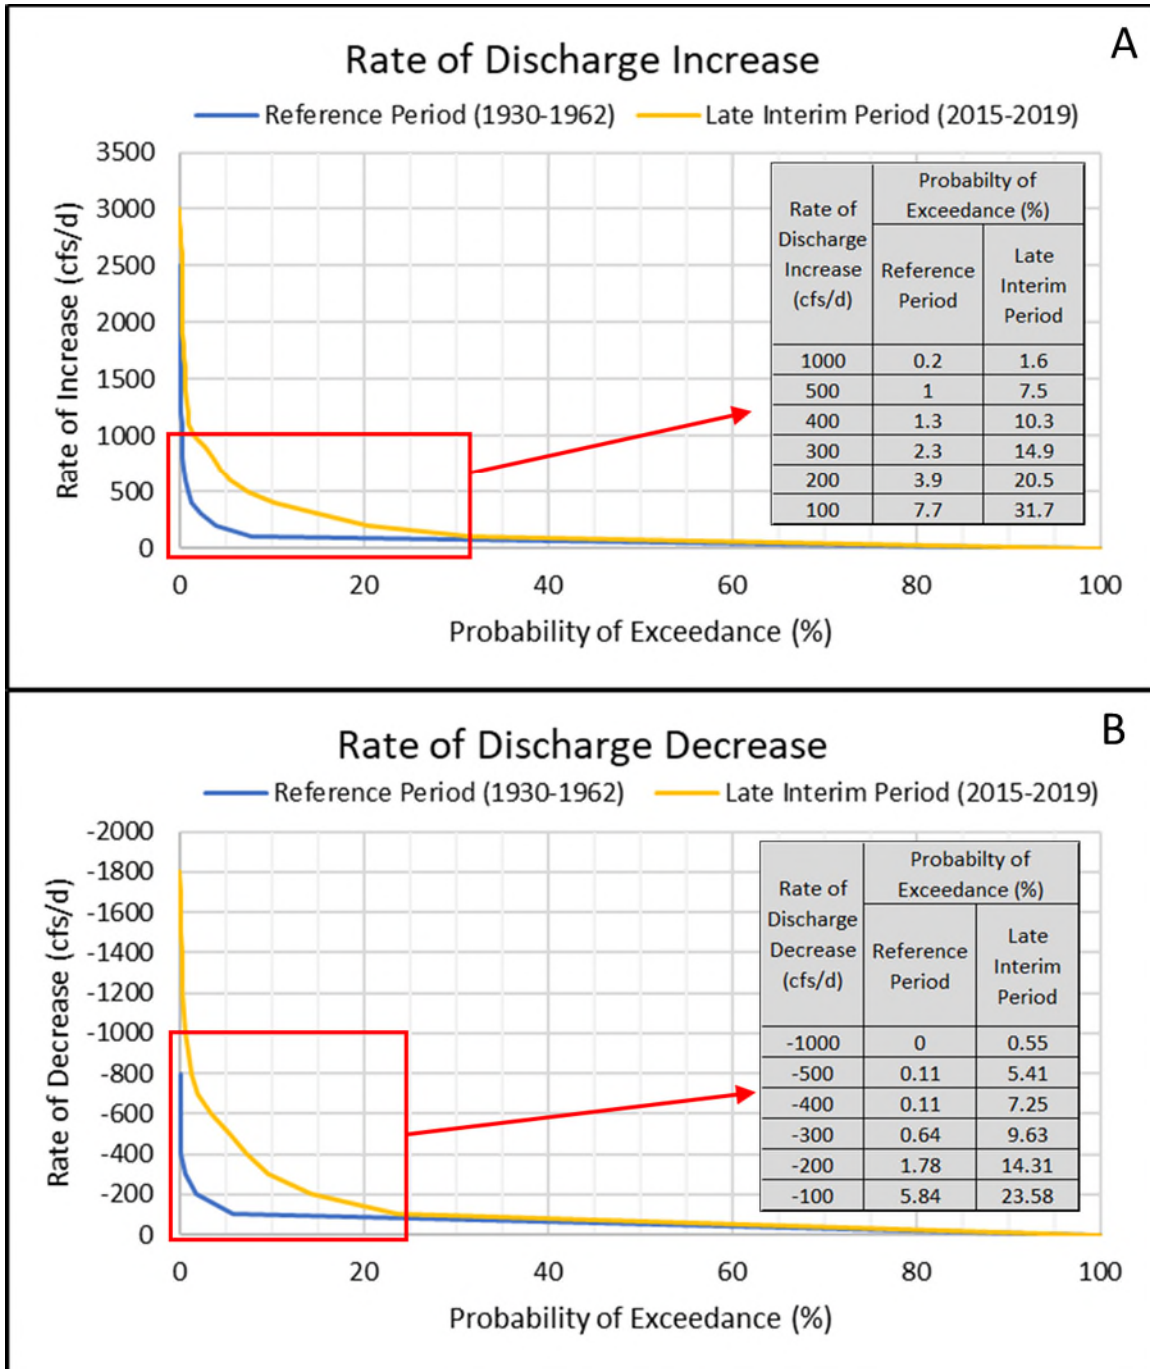 A
Rate of Discharge Increase
Reference Period (1930-1962) Late Interim Period (2015-2019)
Rate of Increase (cfs/d)
3500
3000
2500
2000
1500
1000
500
0
0 20 40 60 80 100
Probability of Exceedance (%)
Rate of Discharge Increase (cfs/d)
Probabilty of Exceedance (%)
Reference Period
Late Interim Period
1000 0.2 1.6
500 1 7.5
400 1.3 10.3
300 2.3 14.9
200 3.9 20.5
100 7.7 31.7
B
Rate of Discharge Decrease
Reference Period (1930-1962) Late Interim Period (2015-2019)
Rate of Decrease (cfs/d)
-2000
-1800
-1600
-1400
-1200
-1000
-800
-600
-400
-200
0
0 20 40 60 80 100
Probability of Exceedance (%)
Rate of Discharge Decrease (cfs/d)
Probabilty of Exceedance (%)
Reference Period
Late Interim Period
-1000 0 0.55
-500 0.11 5.41
-400 0.11 7.25
-300 0.64 9.63
-200 1.78 14.31
-100 5.84 23.58